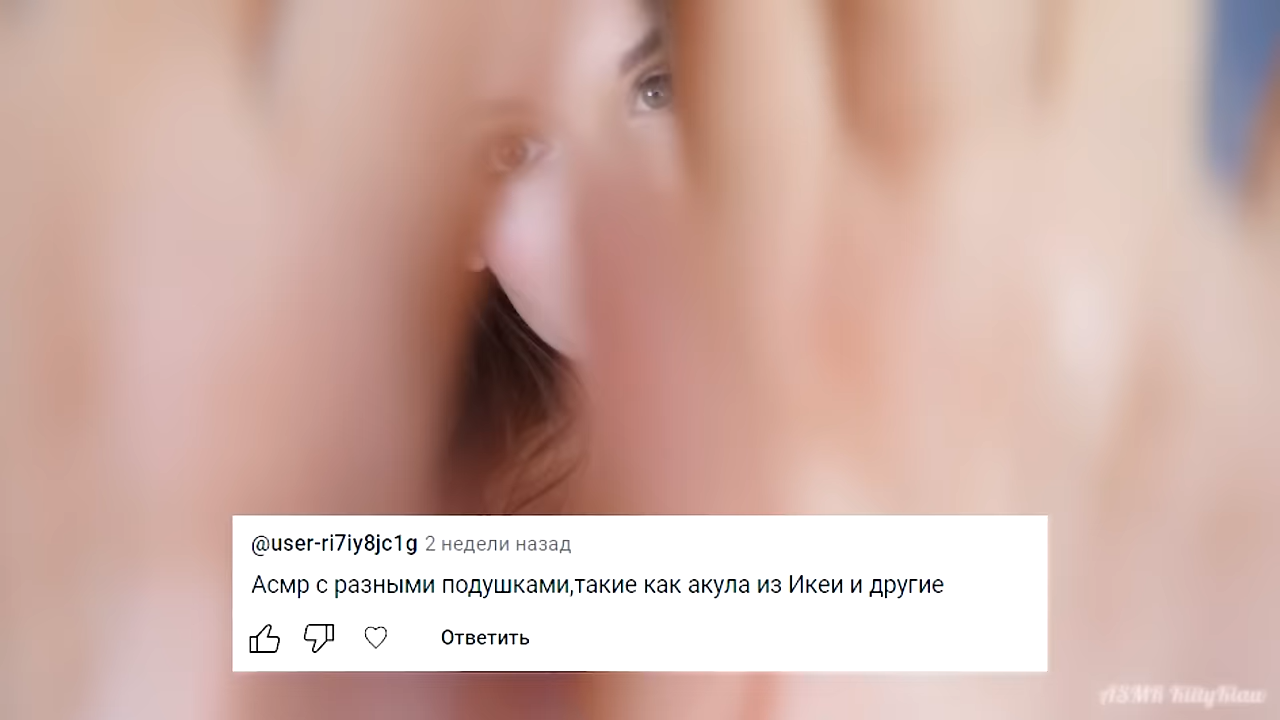 @user-ri7iy8jc1g 2 недели назад
Асмр с разными подушками,такие как акула из Икеи и другие
Ответить
ASMR KittyKlaw